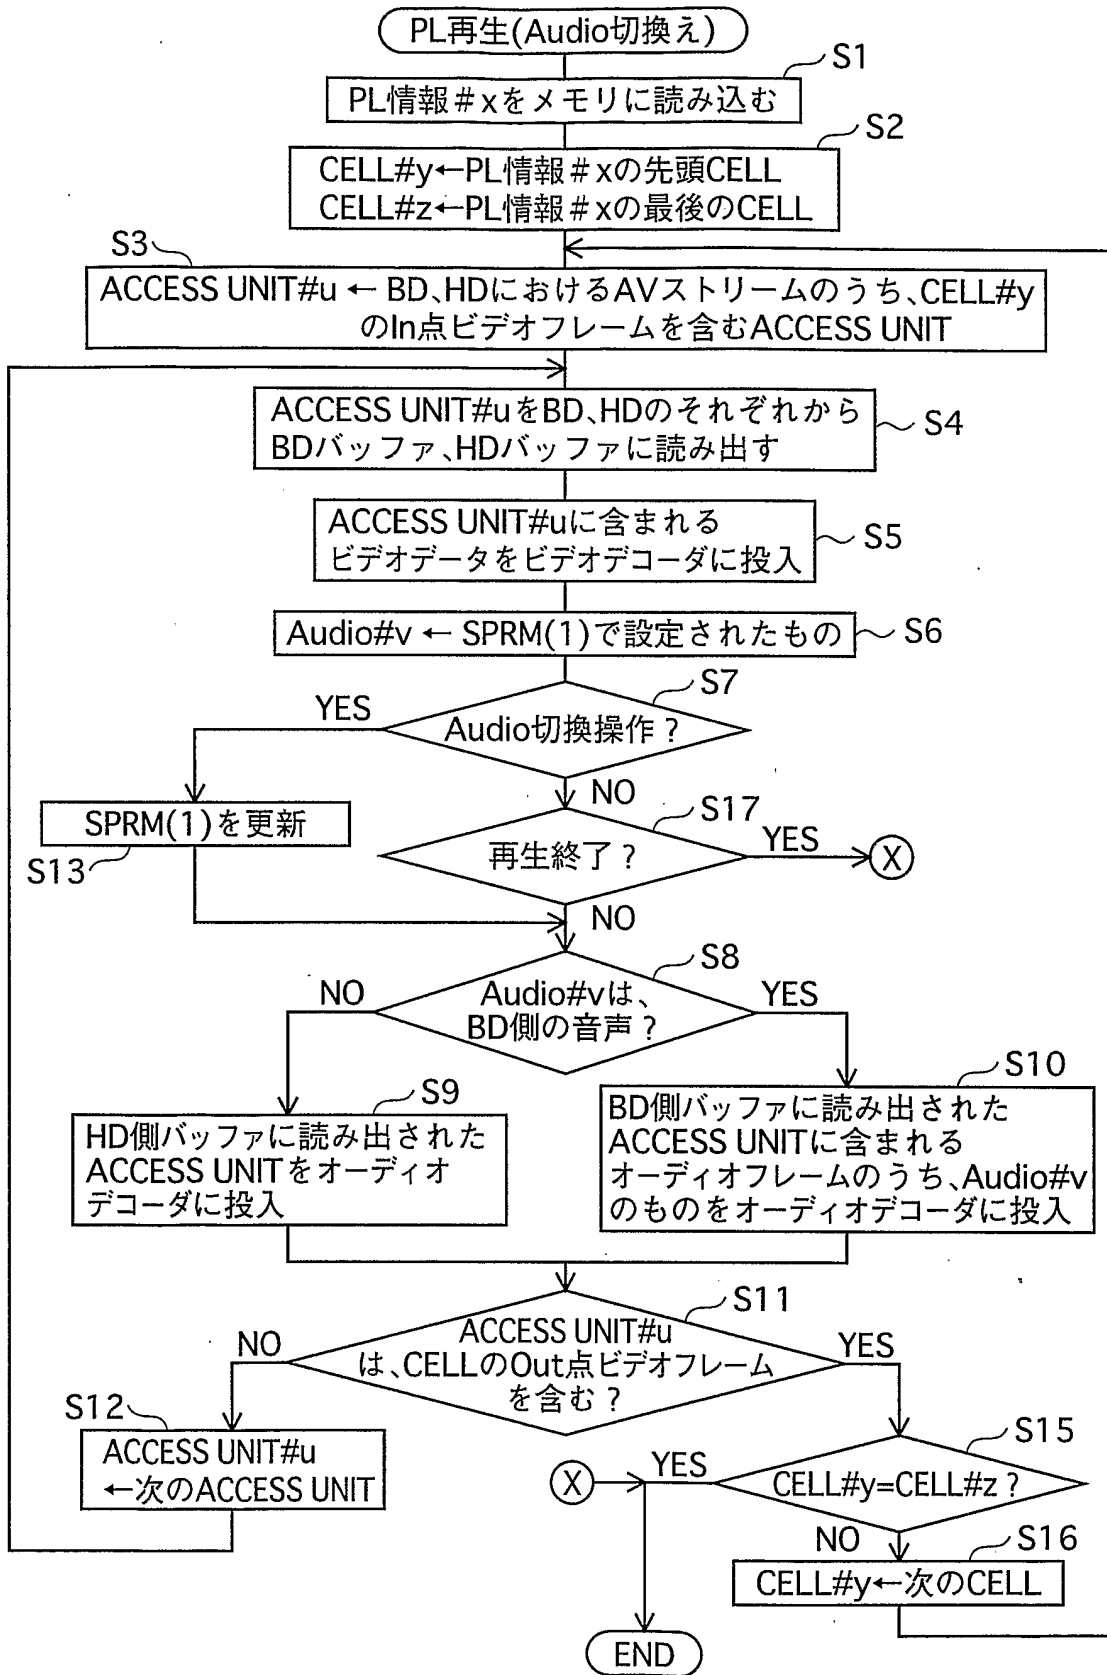 PL再生(Audio切換え)
S1
PL情報#xをメモリに読み込む
S2
CELL#y←PL情報#xの先頭CELL
CELL#z←PL情報#xの最後のCELL
S3
ACCESS UNIT#u ← BD、HDにおけるAVストリームのうち、CELL#y
のIn点ビデオフレームを含むACCESS UNIT
ACCESS UNIT#uをBD、HDのそれぞれから
BDバッファ、HDバッファに読み出す
S4
ACCESS UNIT#uに含まれる
ビデオデータをビデオデコーダに投入
S5
Audio#v ← SPRM(1)で設定されたもの
S6
S7
YES
Audio切換操作?
NO
S17
SPRM(1)を更新
S13
再生終了?
YES
X
NO
S8
NO
Audio#vは、
BD側の音声?
YES
S9
HD側バッファに読み出された
ACCESS UNITをオーディオ
デコーダに投入
S10
BD側バッファに読み出された
ACCESS UNITに含まれる
オーディオフレームのうち、Audio#v
のものをオーディオデコーダに投入
S11
NO
ACCESS UNIT#u
は、CELLのOut点ビデオフレーム
を含む?
YES
S12
ACCESS UNIT#u
←次のACCESS UNIT
S15
X
YES
CELL#y=CELL#z?
NO
S16
CELL#y←次のCELL
END